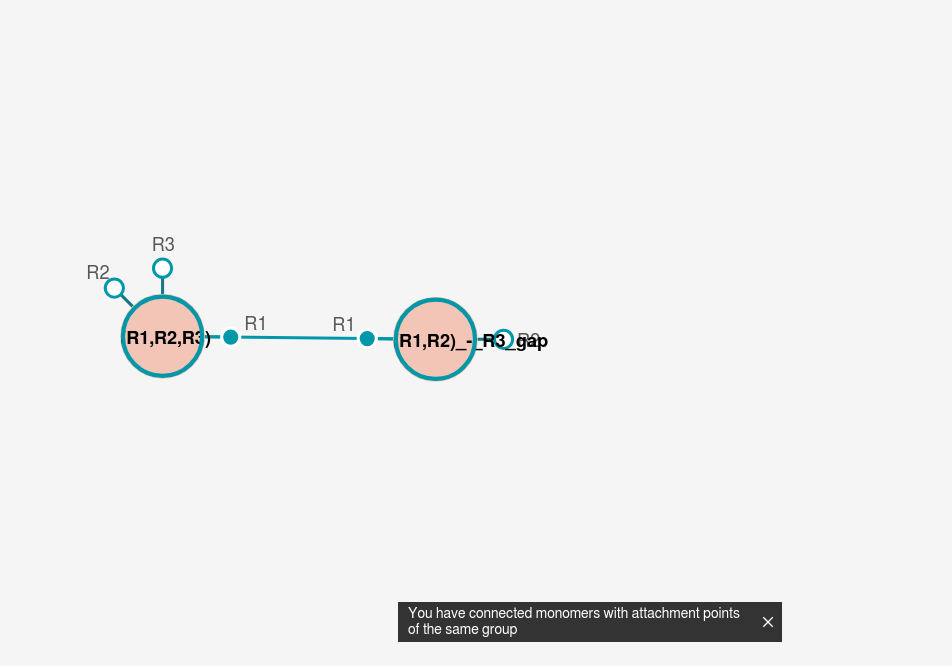 R3
R2
R1
R1
R1,R2,R3)
R1,R2)_-_R3_gap
You have connected monomers with attachment points
of the same group